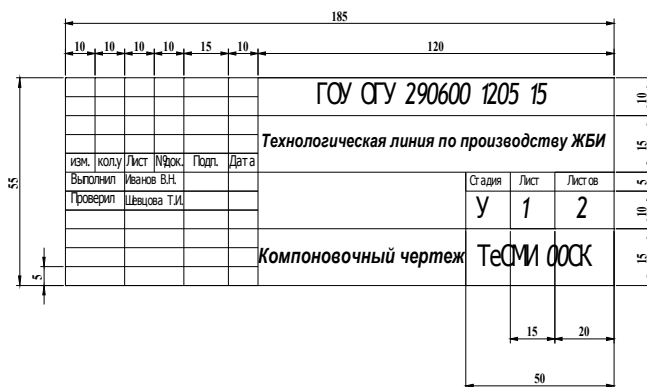 185
10 10 10 10 15 10 120
ГОУ ОГУ 290600 1205 15
10
Технологическая линия по производству ЖБИ
15
изм. кол.у Лист №док. Подп. Дата
55
Выполнил Иванов В.Н. Стадия Лист Листов
5
Проверил Шевцова Т.И. У 1 2
10
Компоновочный чертеж ТеСМИ 00СК
15
5
15 20
50